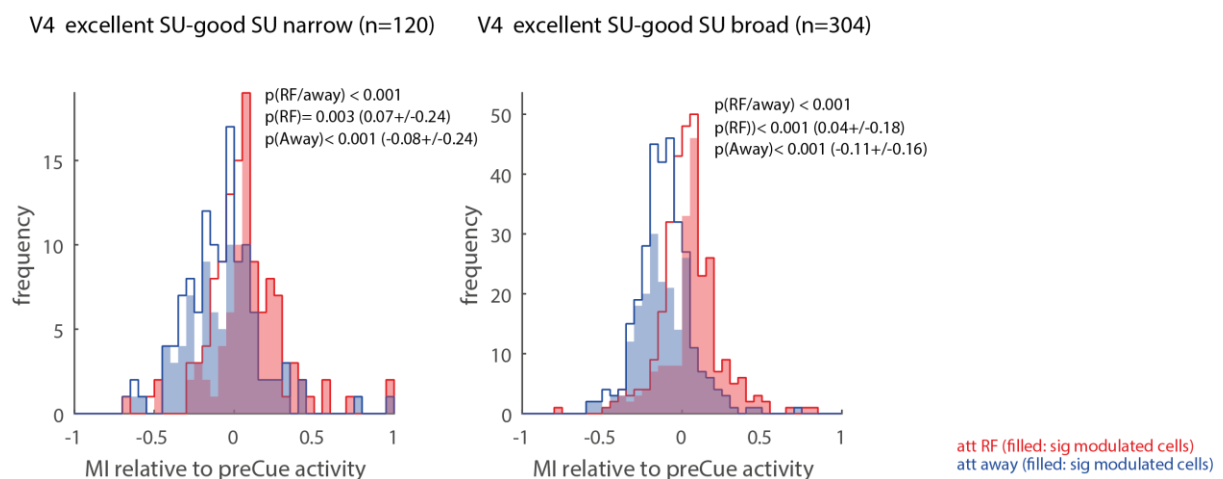 V4 excellent SU-good SU narrow (n=120)
V4 excellent SU-good SU broad (n=304)
p(RF/away) < 0.001
p(RF)= 0.003 (0.07+/-0.24)
p(Away)< 0.001 (-0.08+/-0.24)
15
10
5
0
frequency
-1
-0.5
0
0.5
1
MI relative to preCue activity
p(RF/away) < 0.001
p(RF))< 0.001 (0.04+/-0.18)
p(Away)< 0.001 (-0.11+/-0.16)
50
40
30
20
10
0
frequency
-1
-0.5
0
0.5
1
MI relative to preCue activity
att RF (filled: sig modulated cells)
att away (filled: sig modulated cells)